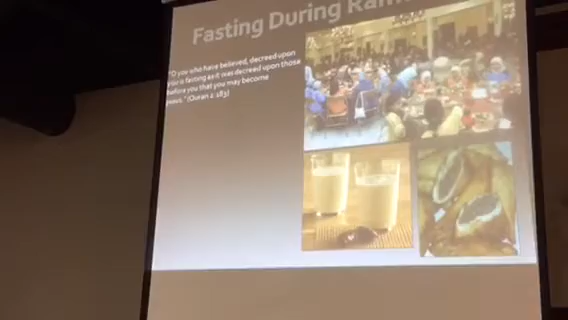 Fasting During Ram
"O you who have believed, decreed upon
you is fasting as it was decreed upon those
before you that you may become
pious." (Quran 2:183)